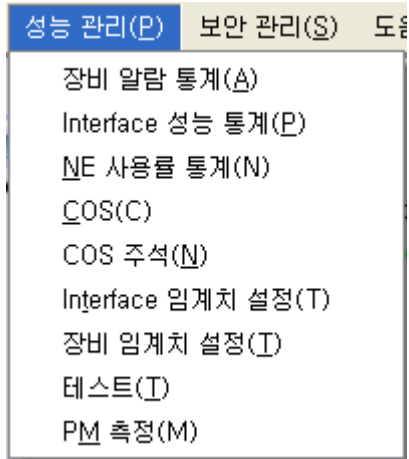 성능 관리(P) 보안 관리(S) 도움
장비 알람 통계(A)
Interface 성능 통계(P)
NE 사용률 통계(N)
COS(C)
COS 주석(N)
Interface 임계치 설정(T)
장비 임계치 설정(T)
테스트(T)
PM 측정(M)